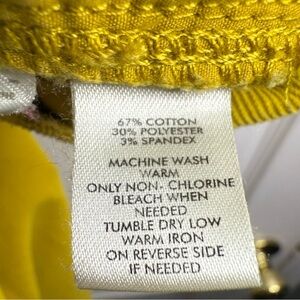 67% COTTON
30% POLYESTER
3% SPANDEX
MACHINE WASH
WARM
ONLY NON- CHLORINE
BLEACH WHEN
NEEDED
TUMBLE DRY LOW
WARM IRON
ON REVERSE SIDE
IF NEEDED